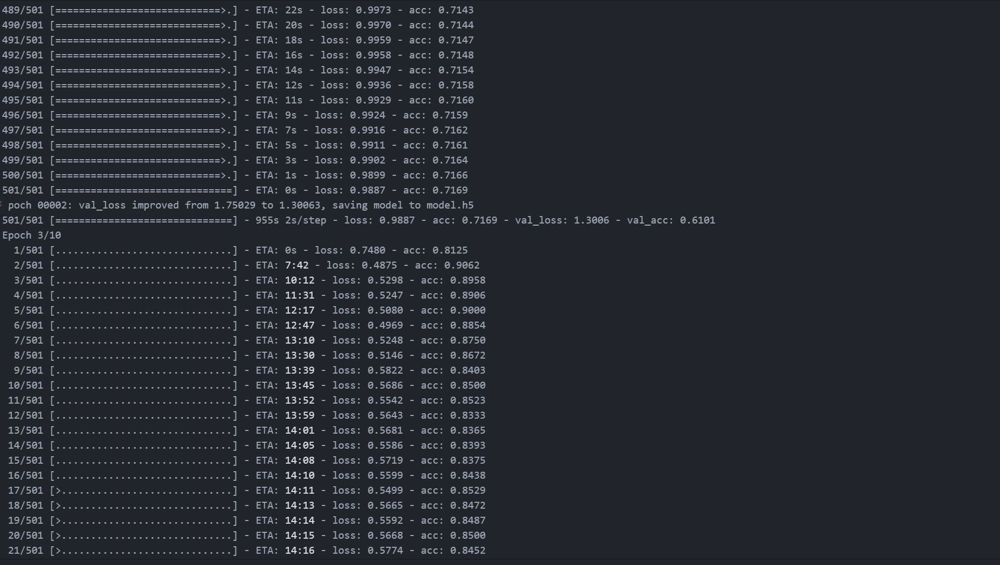 489/501 [============================>.] - ETA: 22s - loss: 0.9973 - acc: 0.7143
490/501 [============================>.] - ETA: 20s - loss: 0.9970 - acc: 0.7144
491/501 [============================>.] - ETA: 18s - loss: 0.9959 - acc: 0.7147
492/501 [============================>.] - ETA: 16s - loss: 0.9958 - acc: 0.7148
493/501 [============================>.] - ETA: 14s - loss: 0.9947 - acc: 0.7154
494/501 [============================>.] - ETA: 12s - loss: 0.9936 - acc: 0.7158
495/501 [============================>.] - ETA: 11s - loss: 0.9929 - acc: 0.7160
496/501 [============================>.] - ETA: 9s - loss: 0.9924 - acc: 0.7159
497/501 [============================>.] - ETA: 7s - loss: 0.9916 - acc: 0.7162
498/501 [============================>.] - ETA: 5s - loss: 0.9911 - acc: 0.7161
499/501 [============================>.] - ETA: 3s - loss: 0.9902 - acc: 0.7164
500/501 [============================>.] - ETA: 1s - loss: 0.9899 - acc: 0.7166
501/501 [==============================] - ETA: 0s - loss: 0.9887 - acc: 0.7169
poch 00002: val_loss improved from 1.75029 to 1.30063, saving model to model.h5
501/501 [==============================] - 955s 2s/step - loss: 0.9887 - acc: 0.7169 - val_loss: 1.3006 - val_acc: 0.6101
Epoch 3/10
1/501 [..............................] - ETA: 0s - loss: 0.7480 - acc: 0.8125
2/501 [..............................] - ETA: 7:42 - loss: 0.4875 - acc: 0.9062
3/501 [..............................] - ETA: 10:12 - loss: 0.5298 - acc: 0.8958
4/501 [..............................] - ETA: 11:31 - loss: 0.5247 - acc: 0.8906
5/501 [..............................] - ETA: 12:17 - loss: 0.5080 - acc: 0.9000
6/501 [..............................] - ETA: 12:47 - loss: 0.4969 - acc: 0.8854
7/501 [..............................] - ETA: 13:10 - loss: 0.5248 - acc: 0.8750
8/501 [..............................] - ETA: 13:30 - loss: 0.5146 - acc: 0.8672
9/501 [..............................] - ETA: 13:39 - loss: 0.5822 - acc: 0.8403
10/501 [..............................] - ETA: 13:45 - loss: 0.5686 - acc: 0.8500
11/501 [..............................] - ETA: 13:52 - loss: 0.5542 - acc: 0.8523
12/501 [..............................] - ETA: 13:59 - loss: 0.5643 - acc: 0.8333
13/501 [..............................] - ETA: 14:01 - loss: 0.5681 - acc: 0.8365
14/501 [..............................] - ETA: 14:05 - loss: 0.5586 - acc: 0.8393
15/501 [..............................] - ETA: 14:08 - loss: 0.5719 - acc: 0.8375
16/501 [..............................] - ETA: 14:10 - loss: 0.5599 - acc: 0.8438
17/501 [>.............................] - ETA: 14:11 - loss: 0.5499 - acc: 0.8529
18/501 [>.............................] - ETA: 14:13 - loss: 0.5665 - acc: 0.8472
19/501 [>.............................] - ETA: 14:14 - loss: 0.5592 - acc: 0.8487
20/501 [>.............................] - ETA: 14:15 - loss: 0.5668 - acc: 0.8500
21/501 [>.............................] - ETA: 14:16 - loss: 0.5774 - acc: 0.8452